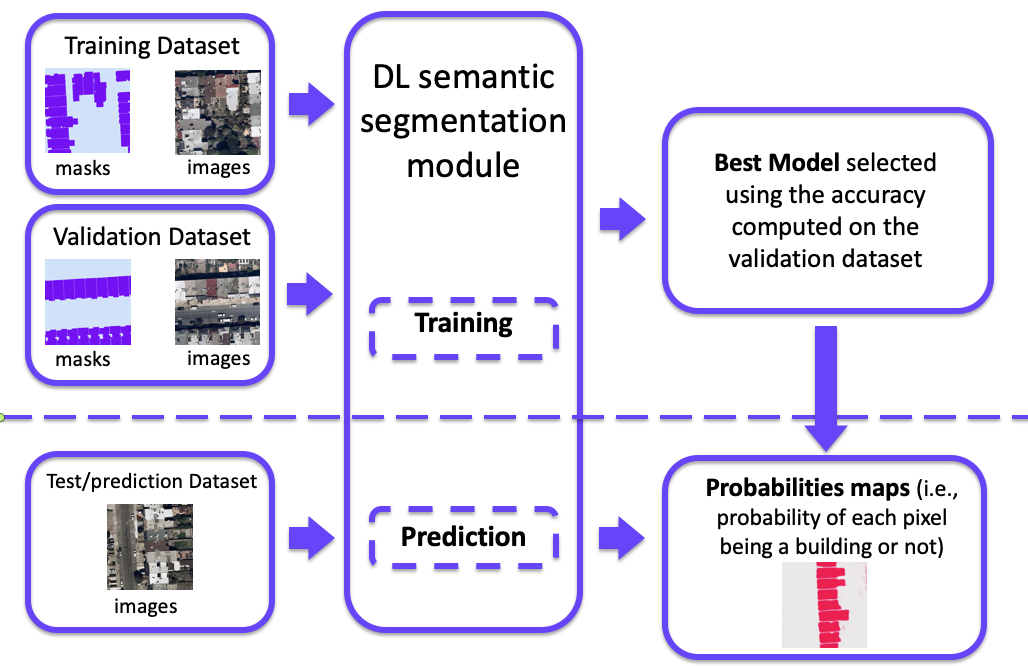 Training Dataset
masks
images
Validation Dataset
masks
images
DL semantic
segmentation
module
Training
Best Model selected
using the accuracy
computed on the
validation dataset
Test/prediction Dataset
images
Prediction
Probabilities maps (i.e.,
probability of each pixel
being a building or not)